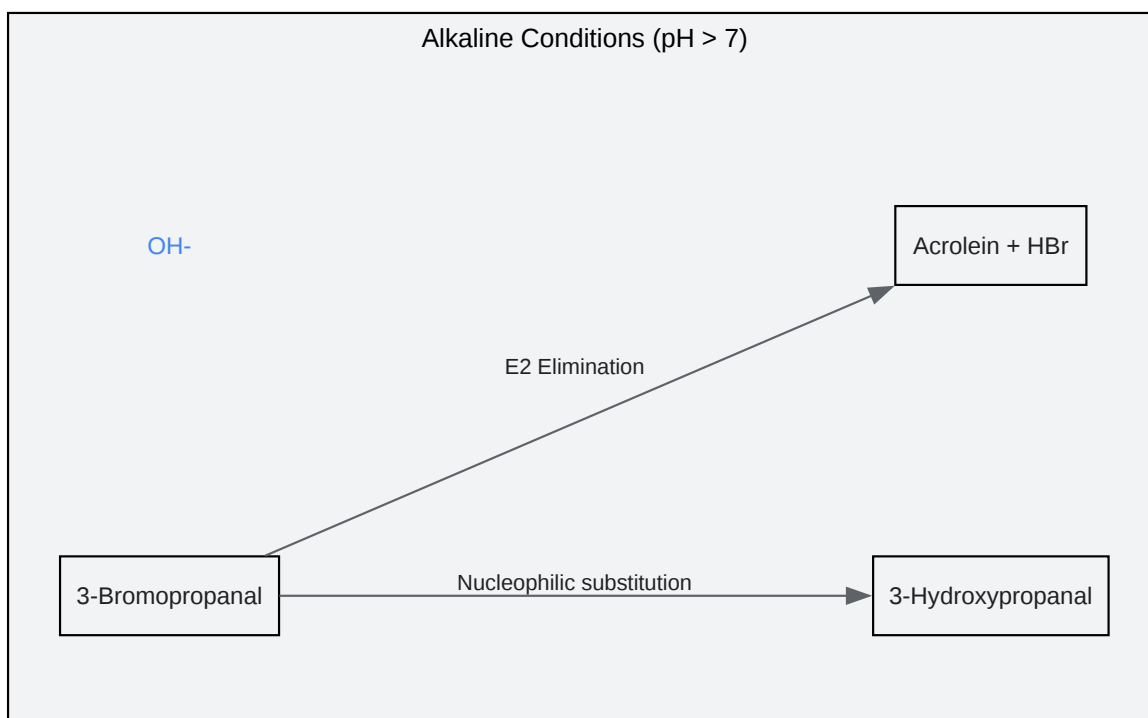 Alkaline Conditions (pH > 7)
OH-
Acrolein + HBr
E2 Elimination
3-Bromopropanal
Nucleophilic substitution
3-Hydroxypropanal